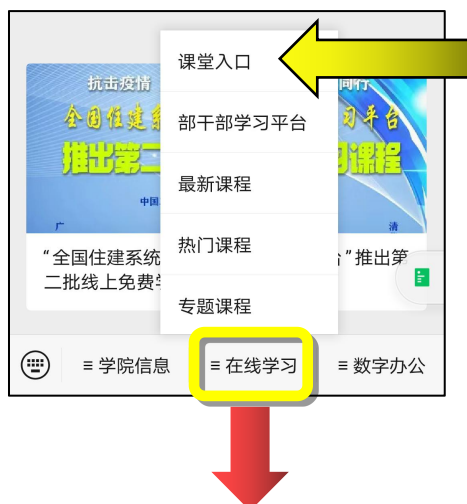 课堂入口
部干部学习平台
最新课程
热门课程
专题课程
抗击疫情
同行
全国住建系
习平台
推出第二
习课程
中国
广
清
“全国住建系统
台”推出第
二批线上免费学
≡ 学院信息
≡ 在线学习
≡ 数字办公